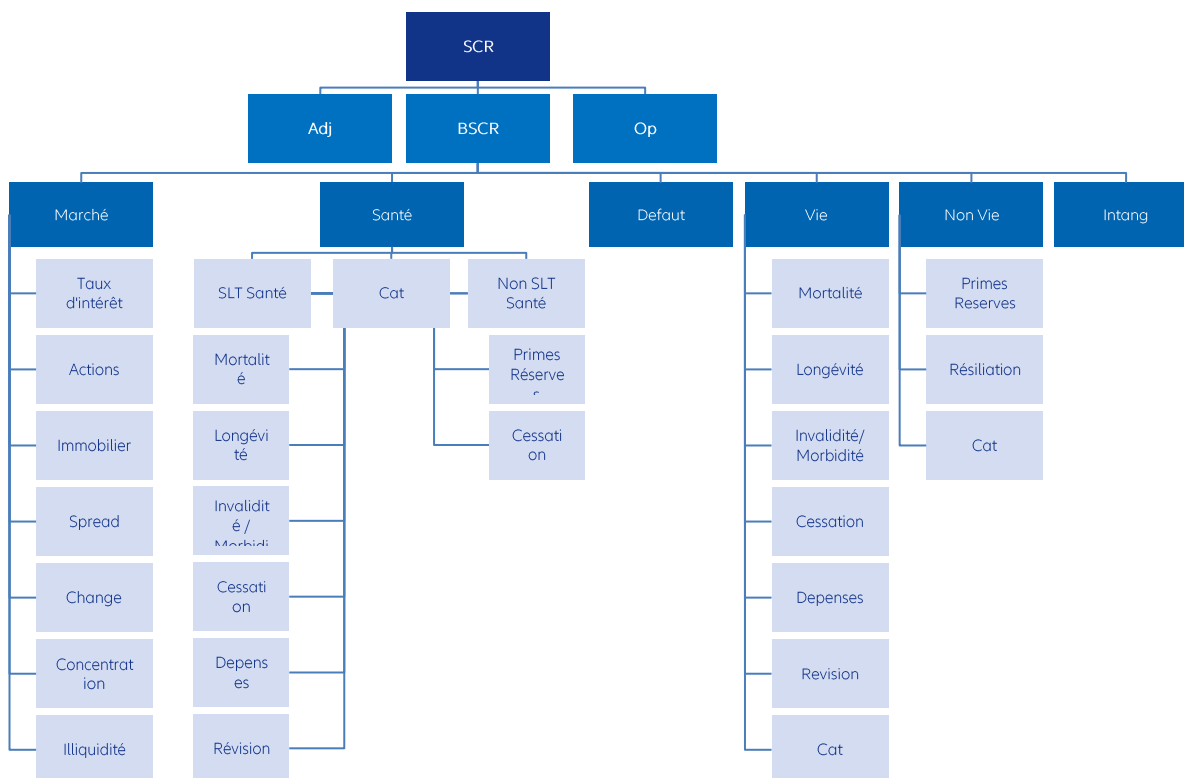 SCR
Adj
BSCR
Op
Marché
Santé
Defaut
Vie
Non Vie
Intang
Taux
d'intérêt
Actions
Immobilier
Spread
Change
Concentrat
ion
Illiquidité
SLT Santé
Cat
Non SLT
Santé
Mortalit
é
Longévi
té
Invalidit
é /
Morbidi
Cessati
on
Depens
es
Révision
Primes
Réserve
s
Cessati
on
Mortalité
Longévité
Invalidité/
Morbidité
Cessation
Depenses
Revision
Cat
Primes
Reserves
Résiliation
Cat